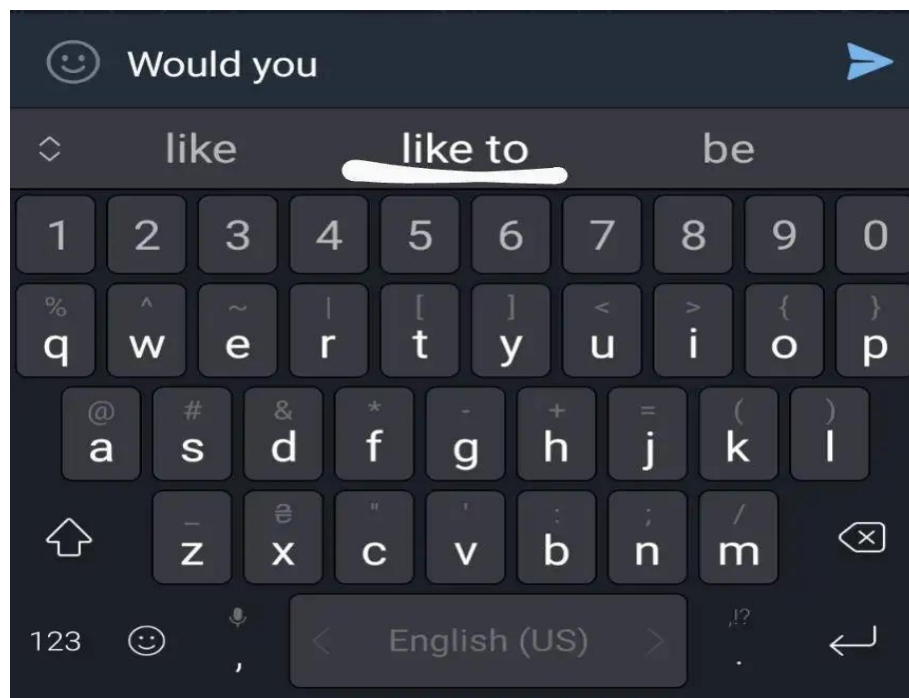 Would you
like like to be
1 2 3 4 5 6 7 8 9 0
% ^ ~ | [ ] < > { }
q w e r t y u i o p
@ # & * - + = ( )
a s d f g h j k l
_ ₴ " ' : ; /
z x c v b n m
,!?
123 , < English (US) > .